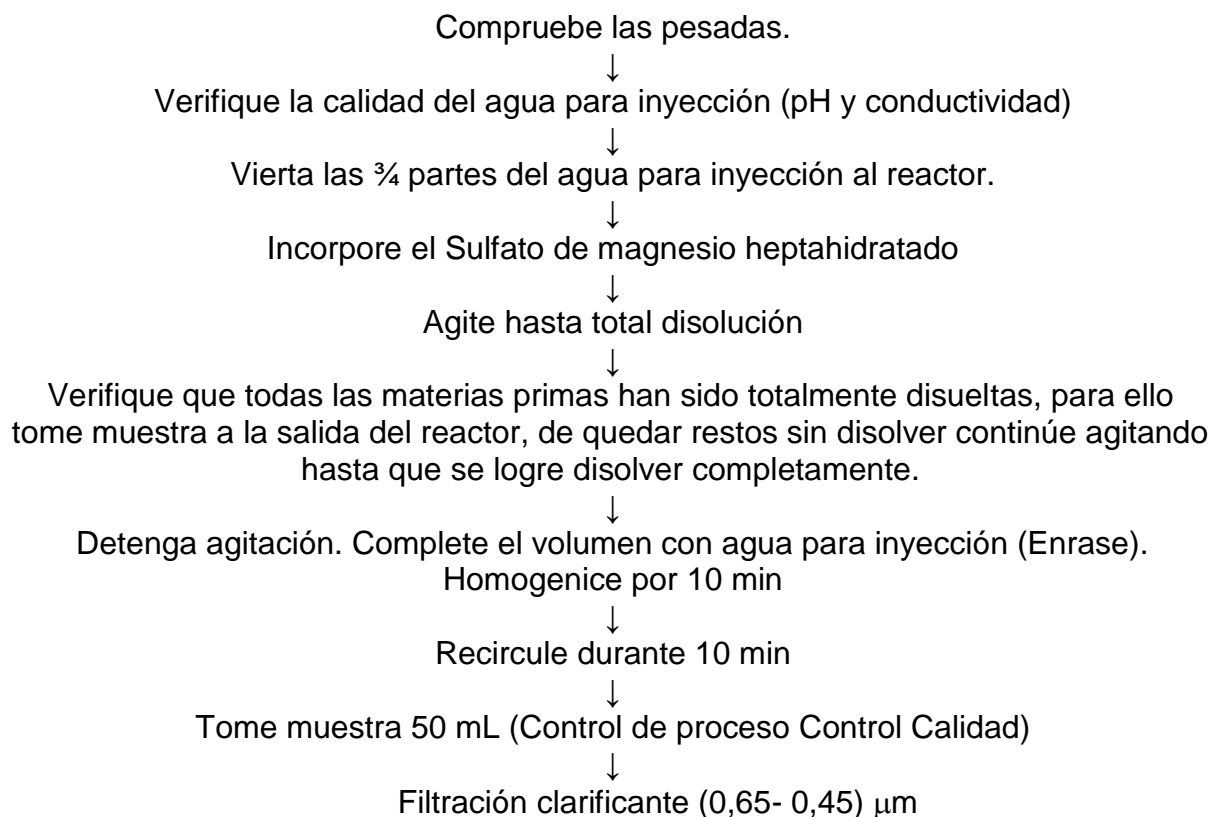 Compruebe las pesadas.
↓
Verifique la calidad del agua para inyección (pH y conductividad)
↓
Vierta las ¾ partes del agua para inyección al reactor.
↓
Incorpore el Sulfato de magnesio heptahidratado
↓
Agite hasta total disolución
↓
Verifique que todas las materias primas han sido totalmente disueltas, para ello
tome muestra a la salida del reactor, de quedar restos sin disolver continúe agitando
hasta que se logre disolver completamente.
↓
Detenga agitación. Complete el volumen con agua para inyección (Enrase).
Homogenice por 10 min
↓
Recircule durante 10 min
↓
Tome muestra 50 mL (Control de proceso Control Calidad)
↓
Filtración clarificante (0,65- 0,45) μm